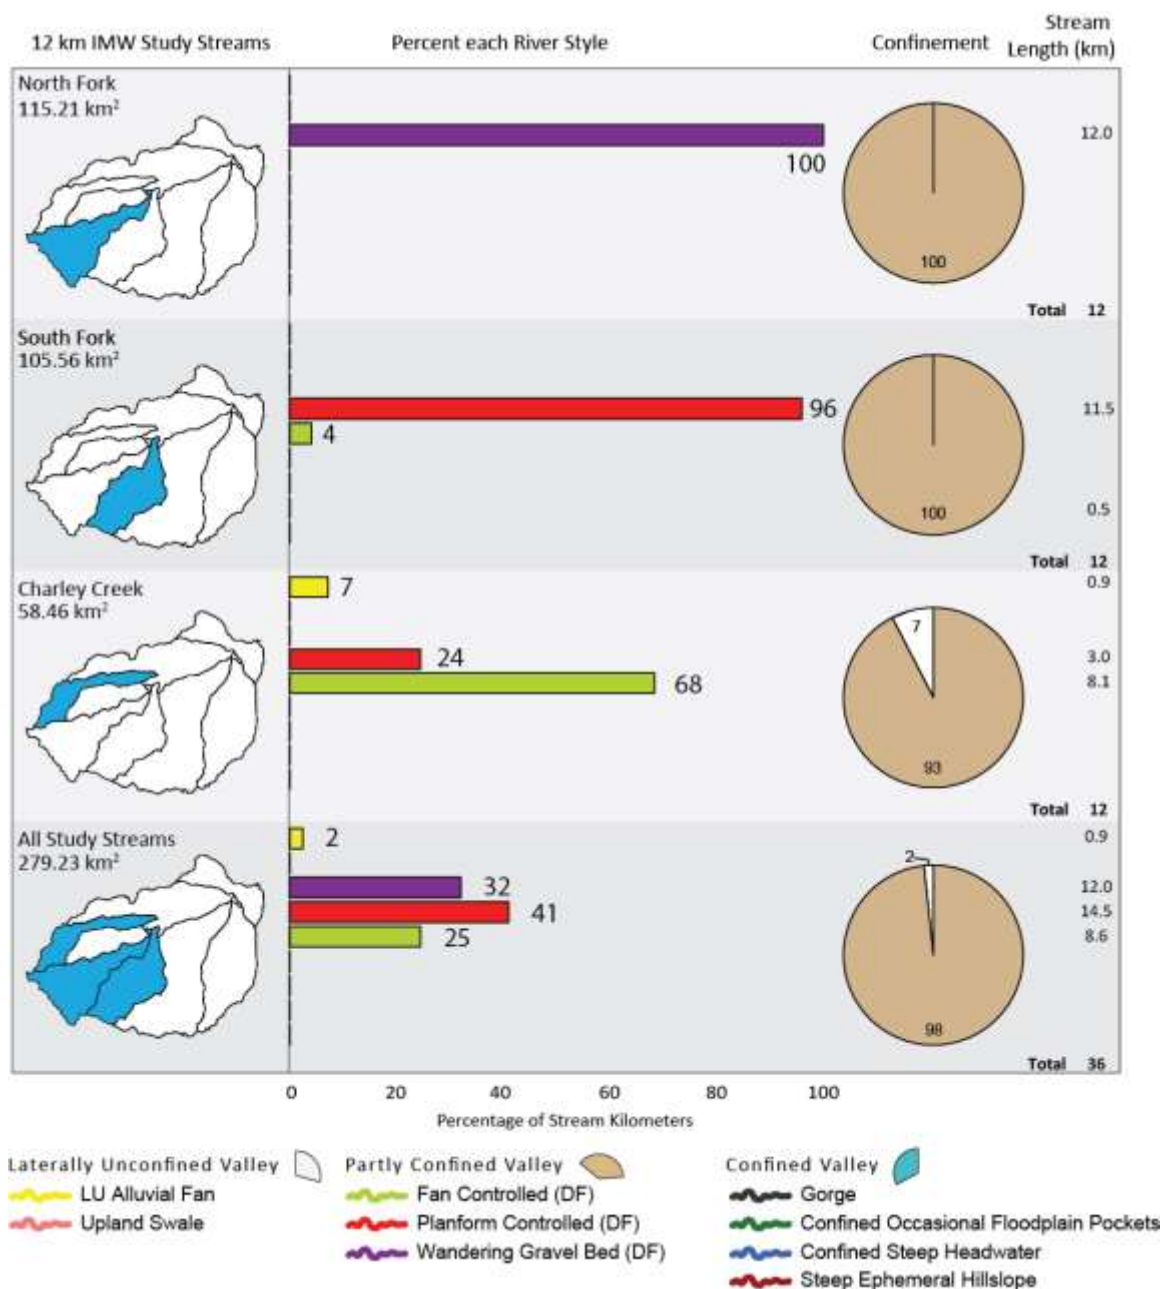 12 km IMW Study Streams
Percent each River Style
Confinement
Stream
Length (km)
North Fork
115.21 km²
100
100
12.0
Total 12
South Fork
105.56 km²
96
4
100
11.5
0.5
Total 12
Charley Creek
58.46 km²
7
24
68
7
93
0.9
3.0
8.1
Total 12
All Study Streams
279.23 km²
2
32
41
25
2
98
0.9
12.0
14.5
8.6
Total 36
0 20 40 60 80 100
Percentage of Stream Kilometers
Laterally Unconfined Valley
LU Alluvial Fan
Upland Swale
Partly Confined Valley
Fan Controlled (DF)
Planform Controlled (DF)
Wandering Gravel Bed (DF)
Confined Valley
Gorge
Confined Occasional Floodplain Pockets
Confined Steep Headwater
Steep Ephemeral Hillslope